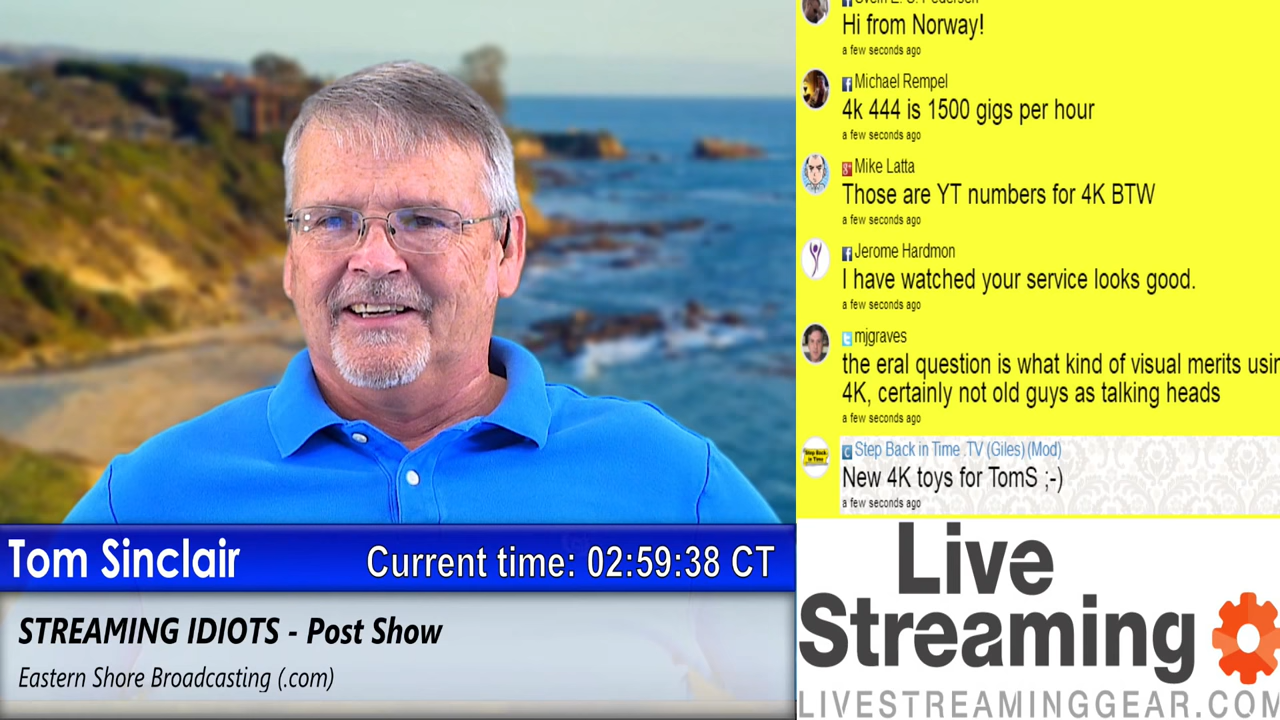 Svein E. S. Pedersen
Hi from Norway!
a few seconds ago
Michael Rempel
4k 444 is 1500 gigs per hour
a few seconds ago
Mike Latta
Those are YT numbers for 4K BTW
a few seconds ago
Jerome Hardmon
I have watched your service looks good.
a few seconds ago
mjgraves
the eral question is what kind of visual merits usin
4K, certainly not old guys as talking heads
a few seconds ago
Step Back in Time .TV (Giles) (Mod)
New 4K toys for TomS ;-)
a few seconds ago
Tom Sinclair
Current time: 02:59:38 CT
STREAMING IDIOTS - Post Show
Eastern Shore Broadcasting (.com)
Live
Streaming
LIVESTREAMINGGEAR.COM